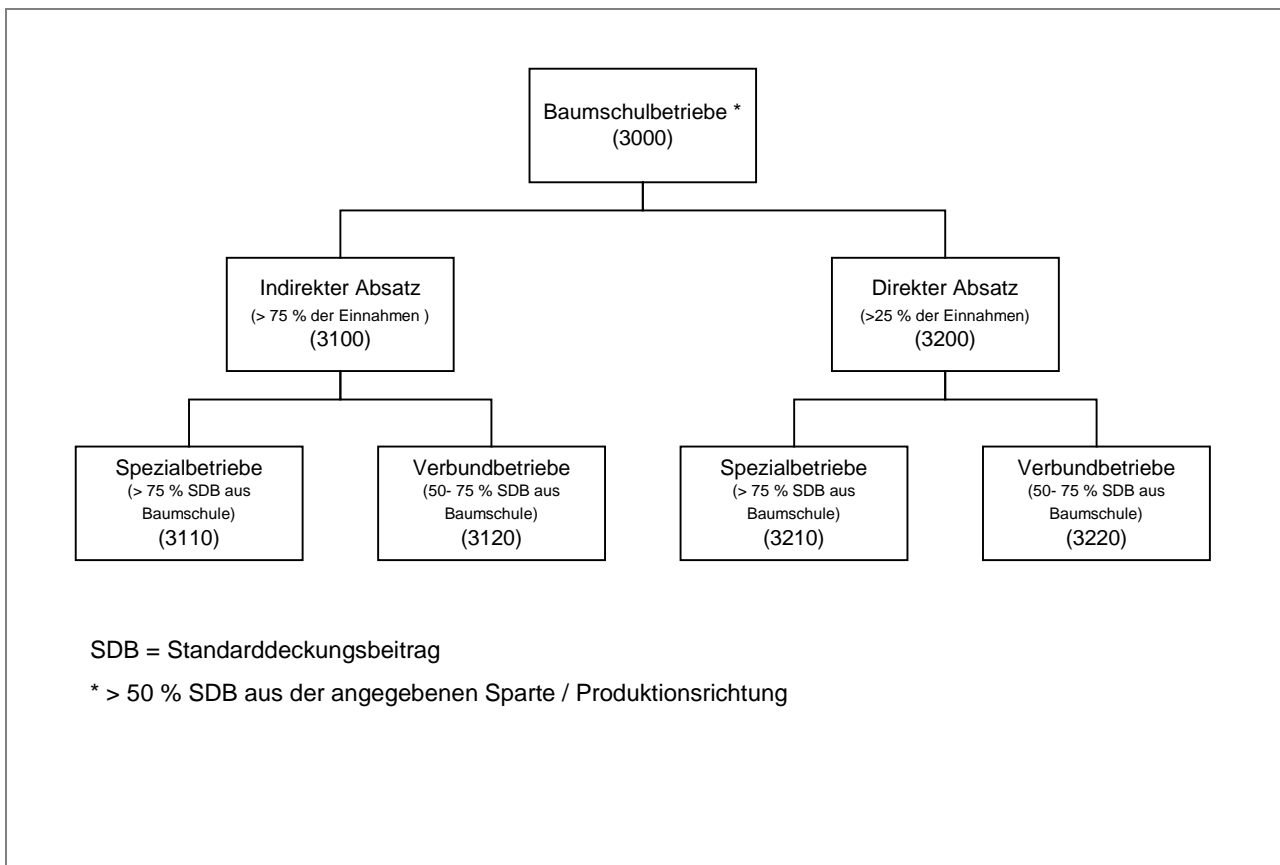 Baumschulbetriebe *
(3000)
Indirekter Absatz
(> 75 % der Einnahmen )
(3100)
Direkter Absatz
(>25 % der Einnahmen)
(3200)
Spezialbetriebe
(> 75 % SDB aus
Baumschule)
(3110)
Verbundbetriebe
(50- 75 % SDB aus
Baumschule)
(3120)
Spezialbetriebe
(> 75 % SDB aus
Baumschule)
(3210)
Verbundbetriebe
(50- 75 % SDB aus
Baumschule)
(3220)
SDB = Standarddeckungsbeitrag
* > 50 % SDB aus der angegebenen Sparte / Produktionsrichtung